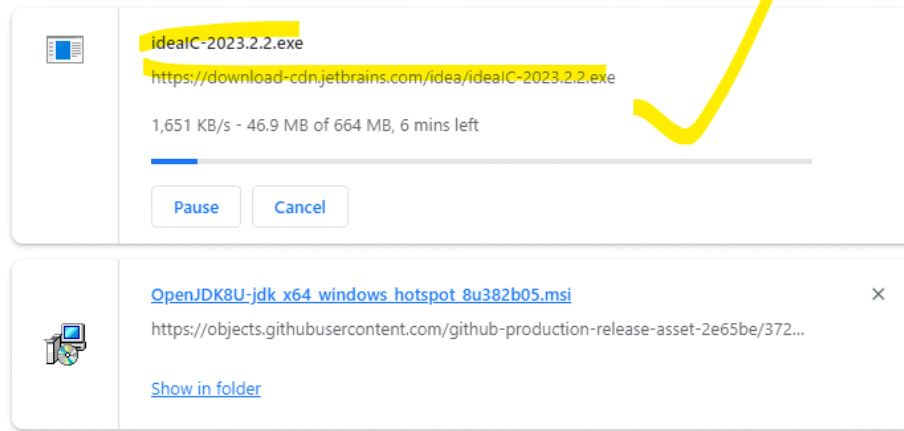 ideaIC-2023.2.2.exe
https://download-cdn.jetbrains.com/idea/ideaIC-2023.2.2.exe
1,651 KB/s - 46.9 MB of 664 MB, 6 mins left
Pause Cancel
OpenJDK8U-jdk_x64_windows_hotspot_8u382b05.msi
https://objects.githubusercontent.com/github-production-release-asset-2e65be/372...
Show in folder